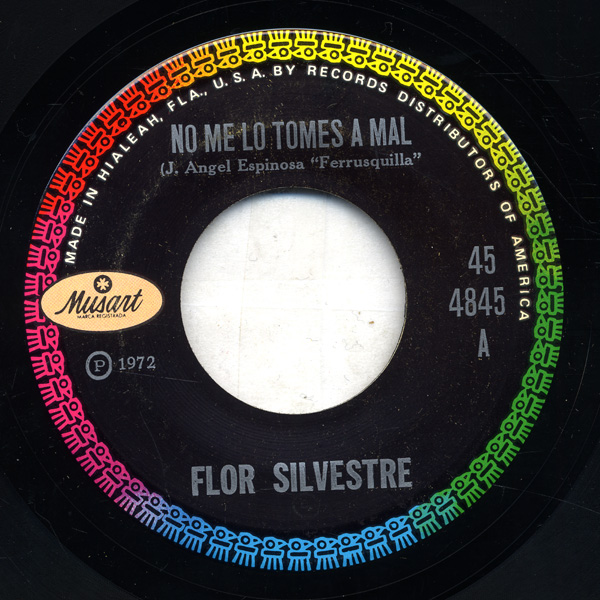 MADE IN HIALEAH, FLA., U.S.A. BY RECORDS DISTRIBUTORS OF AMERICA
NO ME LO TOMES A MAL
(J. Angel Espinosa "Ferrusquilla"
45
4845
A
Musart
MARCA REGISTRADA
P 1972
FLOR SILVESTRE